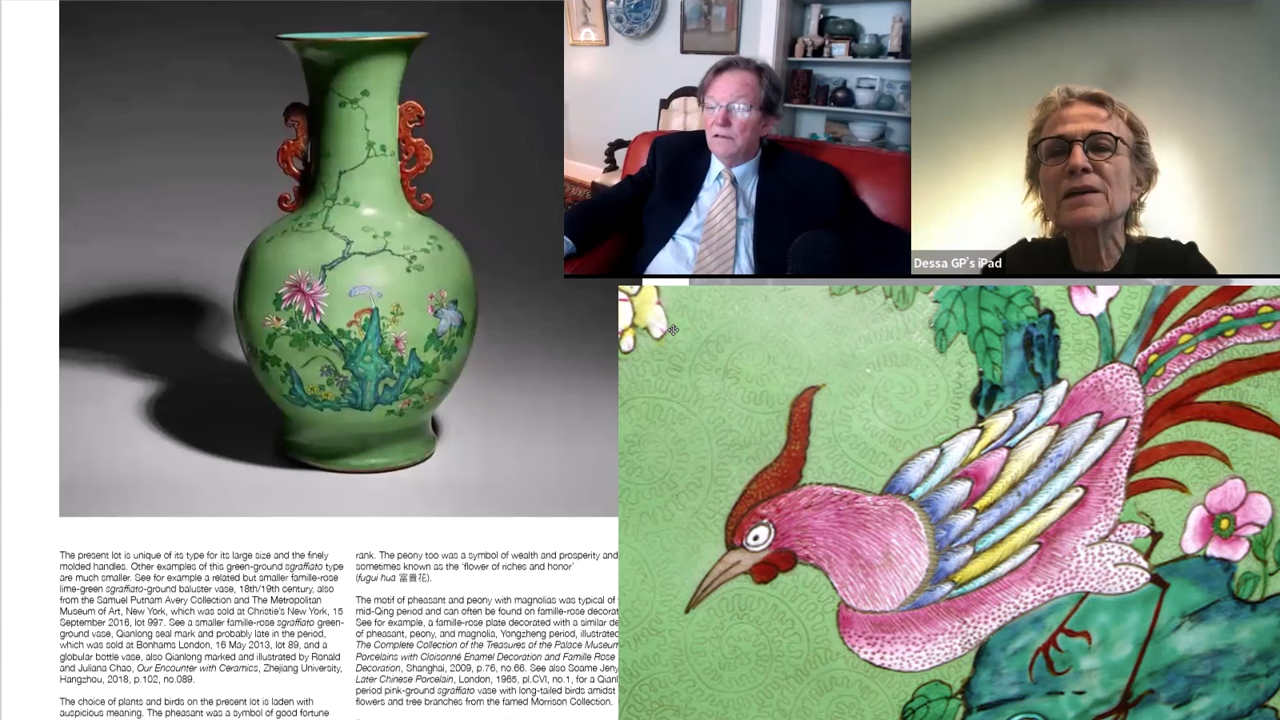 Dessa GP's iPad
The present lot is unique of its type for its large size and the finely
molded handles. Other examples of this green-ground sgraffiato type
are much smaller. See for example a related but smaller famille-rose
lime-green sgraffiato-ground baluster vase, 18th/19th century, also
from the Samuel Putnam Avery Collection and The Metropolitan
Museum of Art, New York, which was sold at Christie's New York, 15
September 2016, lot 997. See a smaller famille-rose sgraffiato green-
ground vase, Qianlong seal mark and probably late in the period,
which was sold at Bonhams London, 16 May 2013, lot 89, and a
globular bottle vase, also Qianlong marked and illustrated by Ronald
and Juliana Chao, Our Encounter with Ceramics, Zhejiang University,
Hangzhou, 2018, p.102, no.089.
The choice of plants and birds on the present lot is laden with
auspicious meaning. The pheasant was a symbol of good fortune
rank. The peony too was a symbol of wealth and prosperity and
sometimes known as the 'flower of riches and honor'
(fugui hua 富貴花).
The motif of pheasant and peony with magnolias was typical of
mid-Qing period and can often be found on famille-rose decorat
See for example, a famille-rose plate decorated with a similar de
of pheasant, peony, and magnolia, Yongzheng period, illustrated
The Complete Collection of the Treasures of the Palace Museum
Porcelains with Cloisonné Enamel Decoration and Famille Rose
Decoration, Shanghai, 2009, p.76, no.66. See also Soame Jeny
Later Chinese Porcelain, London, 1965, pl.CVI, no.1, for a Qianl
period pink-ground sgraffiato vase with long-tailed birds amidst
flowers and tree branches from the famed Morrison Collection.